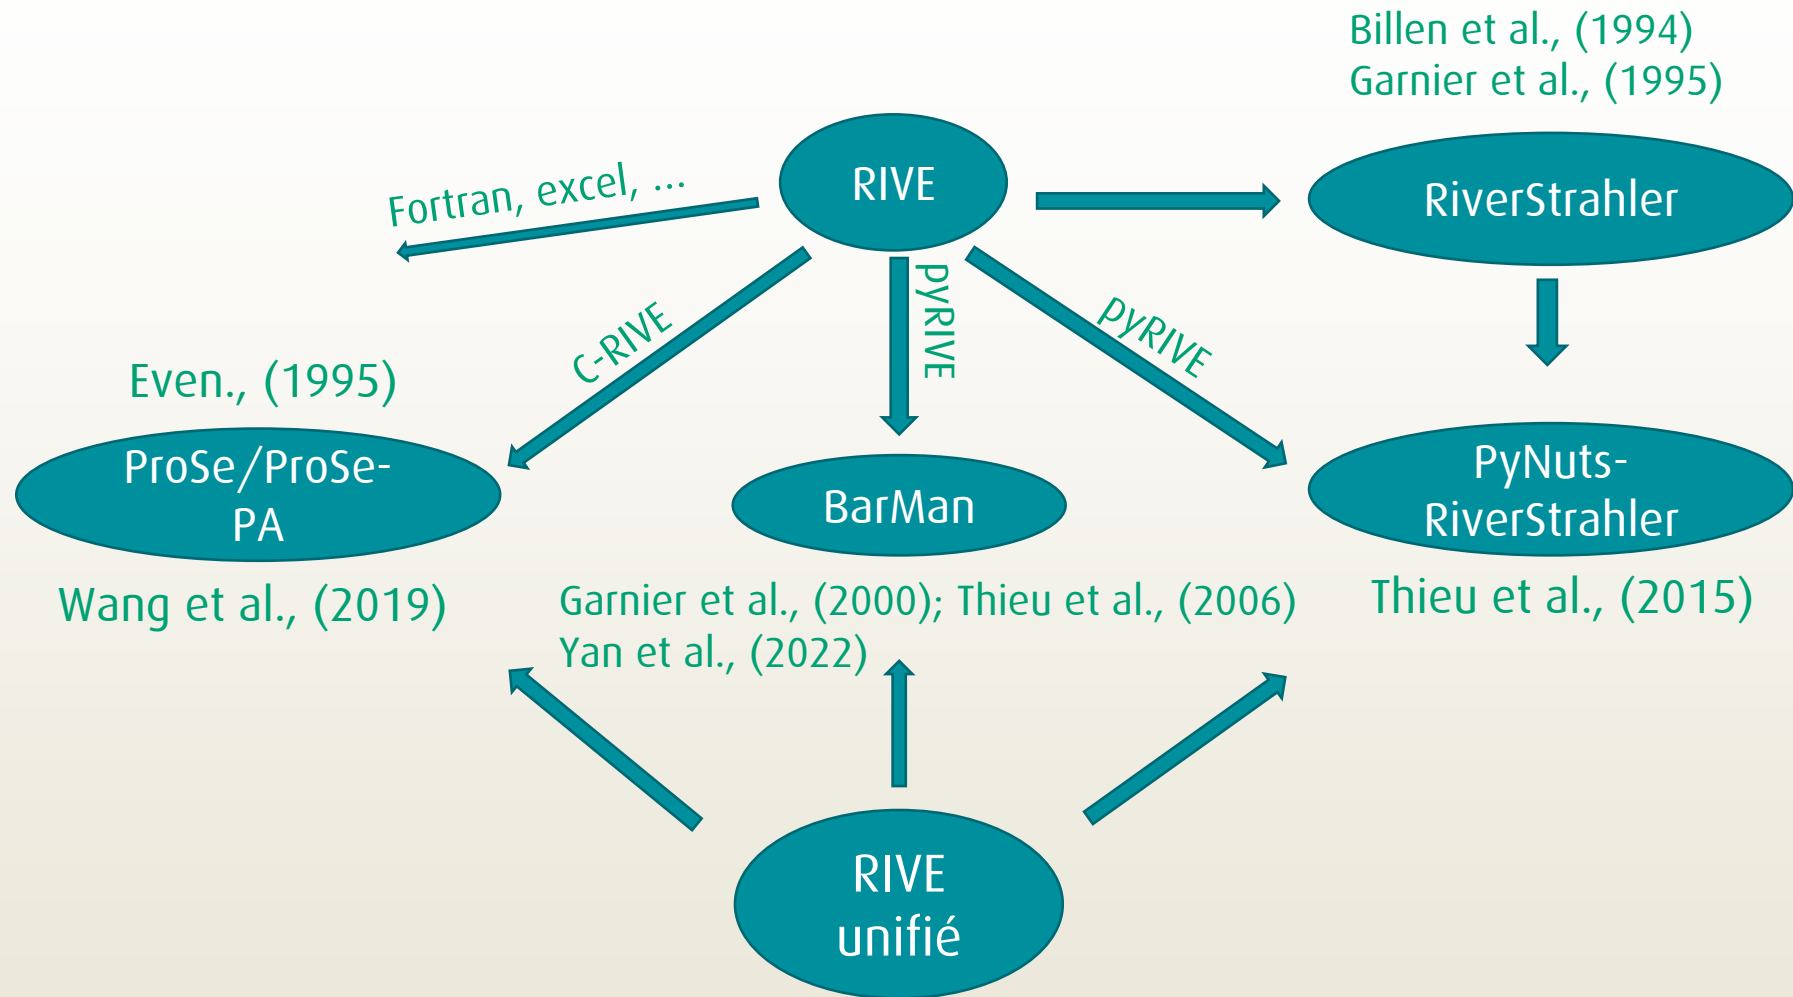 Billen et al., (1994)
Garnier et al., (1995)
RIVE
RiverStrahler
Fortran, excel, ...
C-RIVE
pyRIVE
pyRIVE
Even., (1995)
ProSe/ProSe-
PA
BarMan
PyNuts-
RiverStrahler
Wang et al., (2019)
Garnier et al., (2000); Thieu et al., (2006)
Yan et al., (2022)
Thieu et al., (2015)
RIVE
unifié